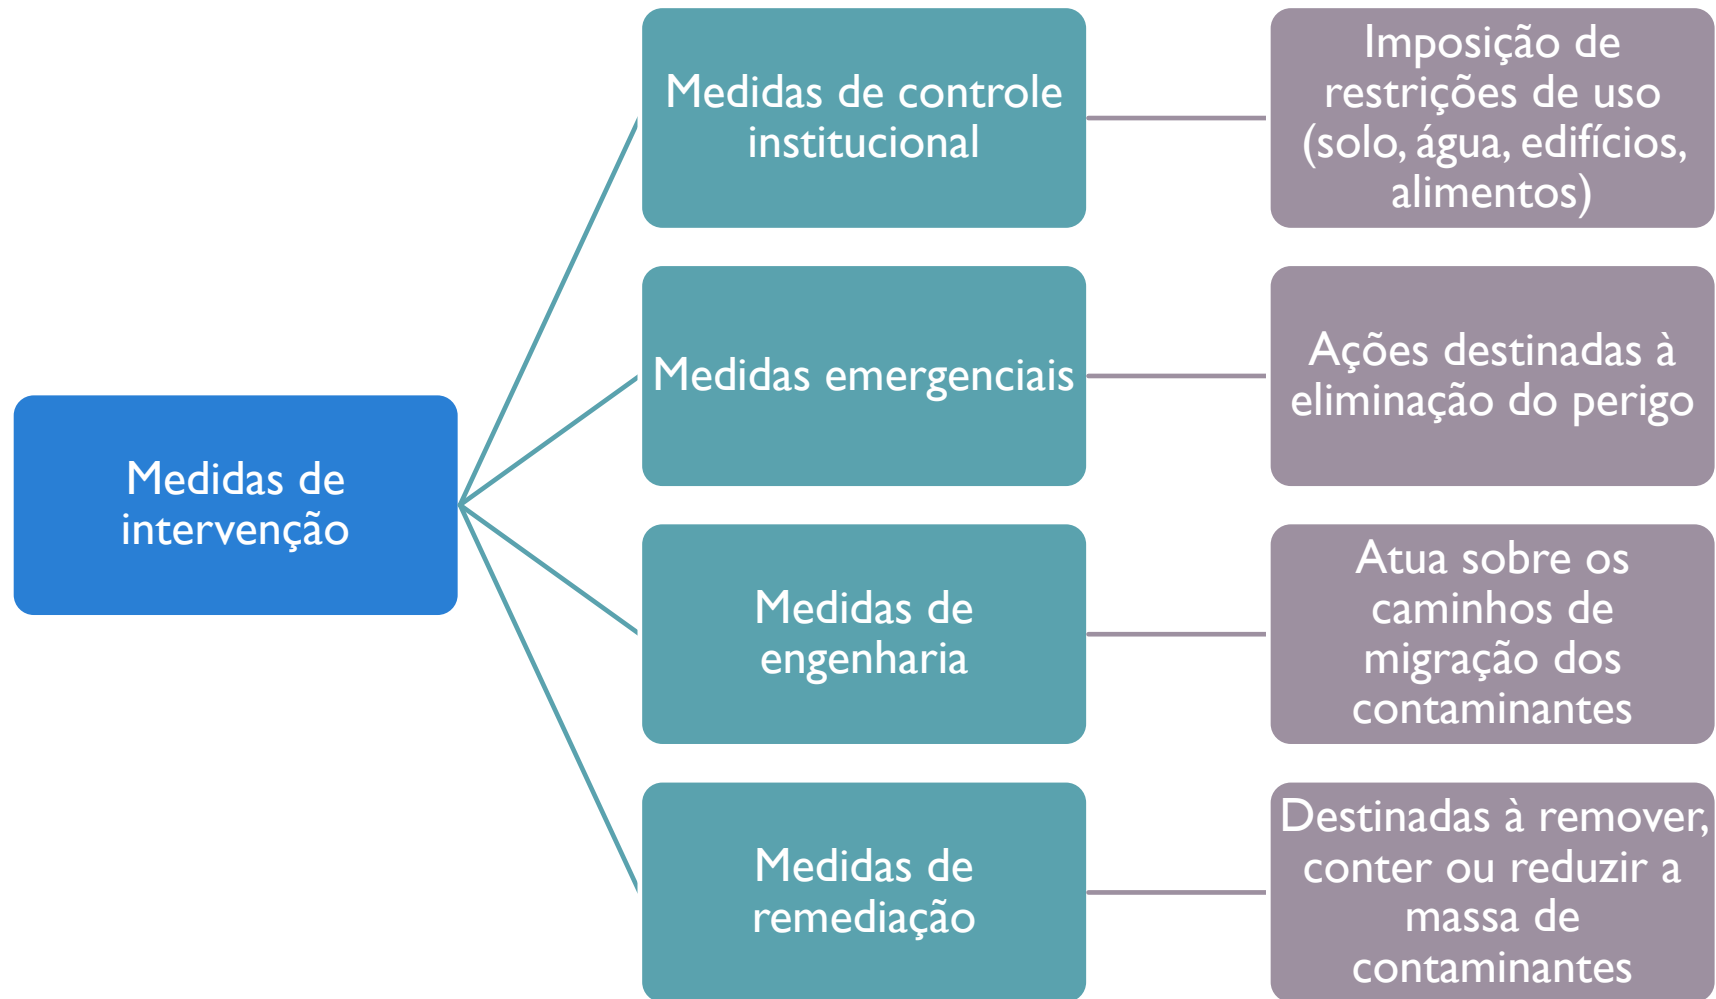 Medidas de
intervenção
Medidas de controle
institucional
Imposição de
restrições de uso
(solo, água, edifícios,
alimentos)
Medidas emergenciais
Ações destinadas à
eliminação do perigo
Medidas de
engenharia
Atua sobre os
caminhos de
migração dos
contaminantes
Medidas de
remediação
Destinadas à remover,
conter ou reduzir a
massa de
contaminantes